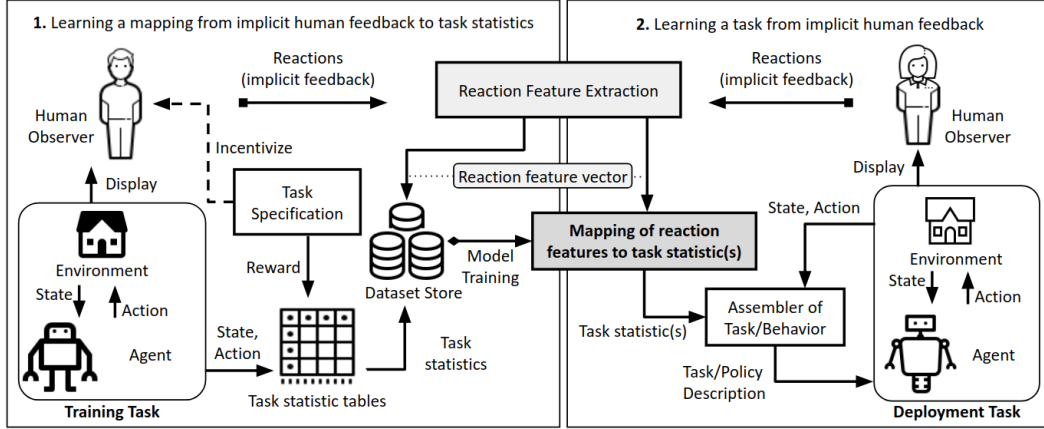 1. Learning a mapping from implicit human feedback to task statistics
Reactions
(implicit feedback)
Human
Observer
Incentivize
Display
Task
Specification
Environment
State
Action
Agent
Training Task
Reward
State,
Action
Task statistic tables
Dataset Store
Task
statistics
Model
Training
Reaction Feature Extraction
Reaction feature vector
Mapping of reaction
features to task statistic(s)
2. Learning a task from implicit human feedback
Reactions
(implicit feedback)
Human
Observer
Display
State, Action
Assembler of
Task/Behavior
Task statistic(s)
Task/Policy
Description
Environment
State
Action
Agent
Deployment Task